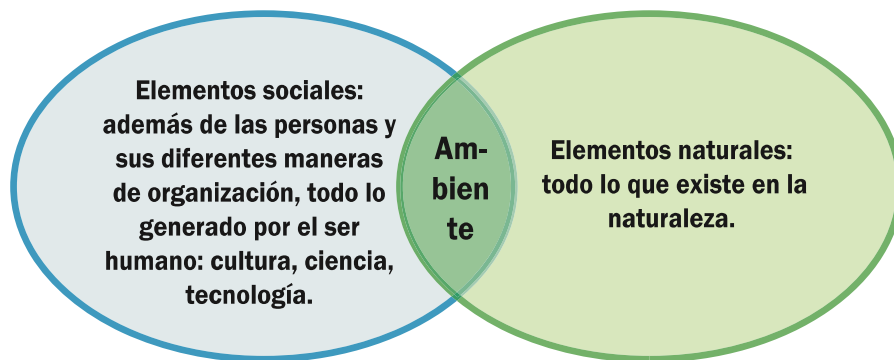 Elementos sociales:
además de las personas y
sus diferentes maneras
de organización, todo lo
generado por el ser
humano: cultura, ciencia,
tecnología.
Am-
bien
te
Elementos naturales:
todo lo que existe en la
naturaleza.